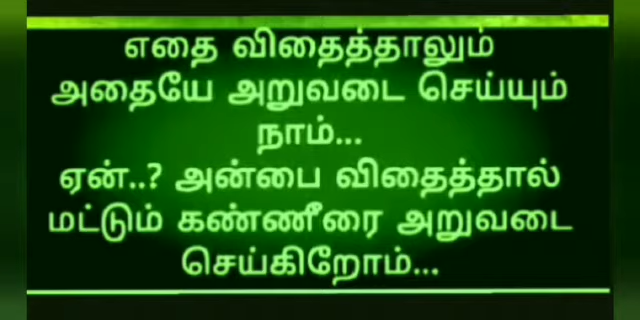 எதை விதைத்தாலும்
அதையே அறுவடை செய்யும்
நாம்...
ஏன்..? அன்பை விதைத்தால்
மட்டும் கண்ணீரை அறுவடை
செய்கிறோம்...